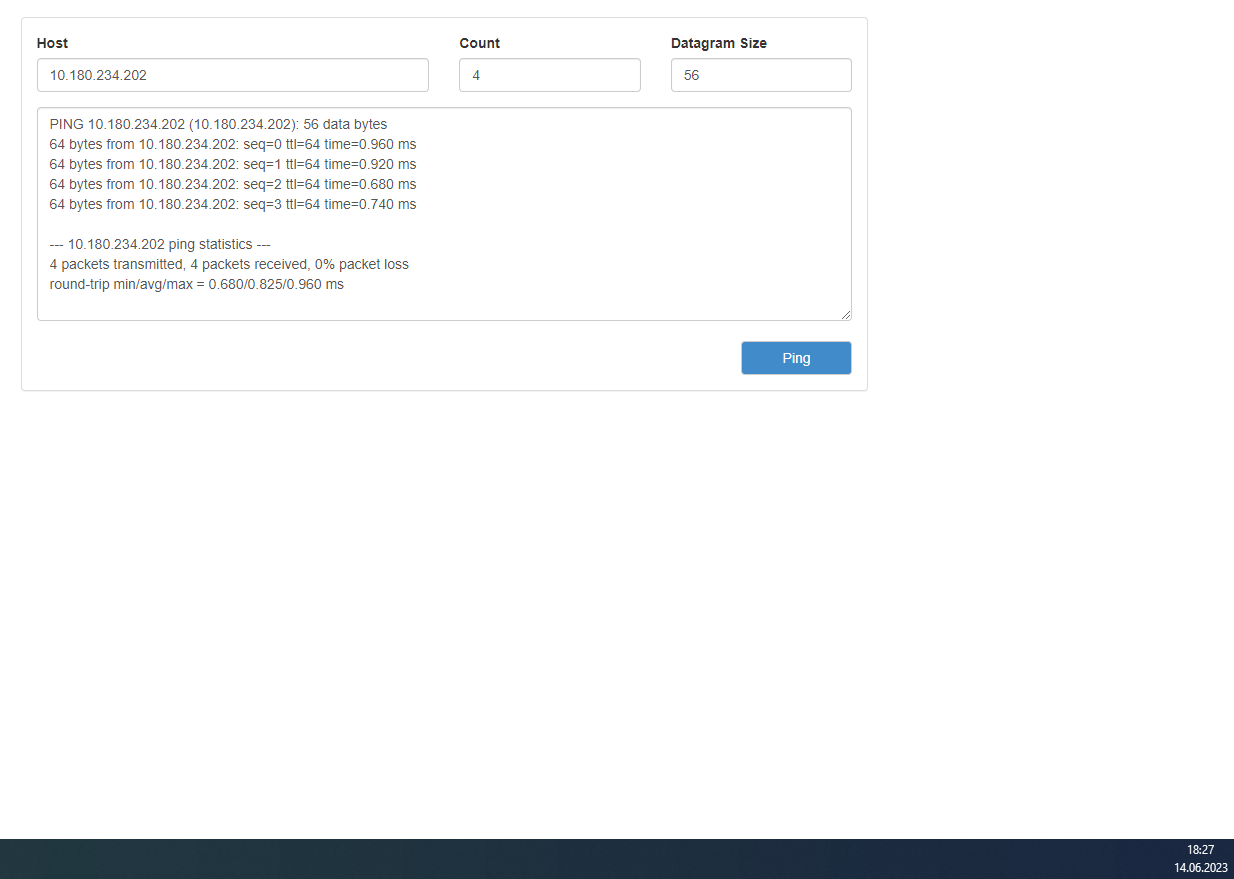 Host Count Datagram Size
10.180.234.202 4 56
PING 10.180.234.202 (10.180.234.202): 56 data bytes
64 bytes from 10.180.234.202: seq=0 ttl=64 time=0.960 ms
64 bytes from 10.180.234.202: seq=1 ttl=64 time=0.920 ms
64 bytes from 10.180.234.202: seq=2 ttl=64 time=0.680 ms
64 bytes from 10.180.234.202: seq=3 ttl=64 time=0.740 ms
--- 10.180.234.202 ping statistics ---
4 packets transmitted, 4 packets received, 0% packet loss
round-trip min/avg/max = 0.680/0.825/0.960 ms
Ping
18:27
14.06.2023